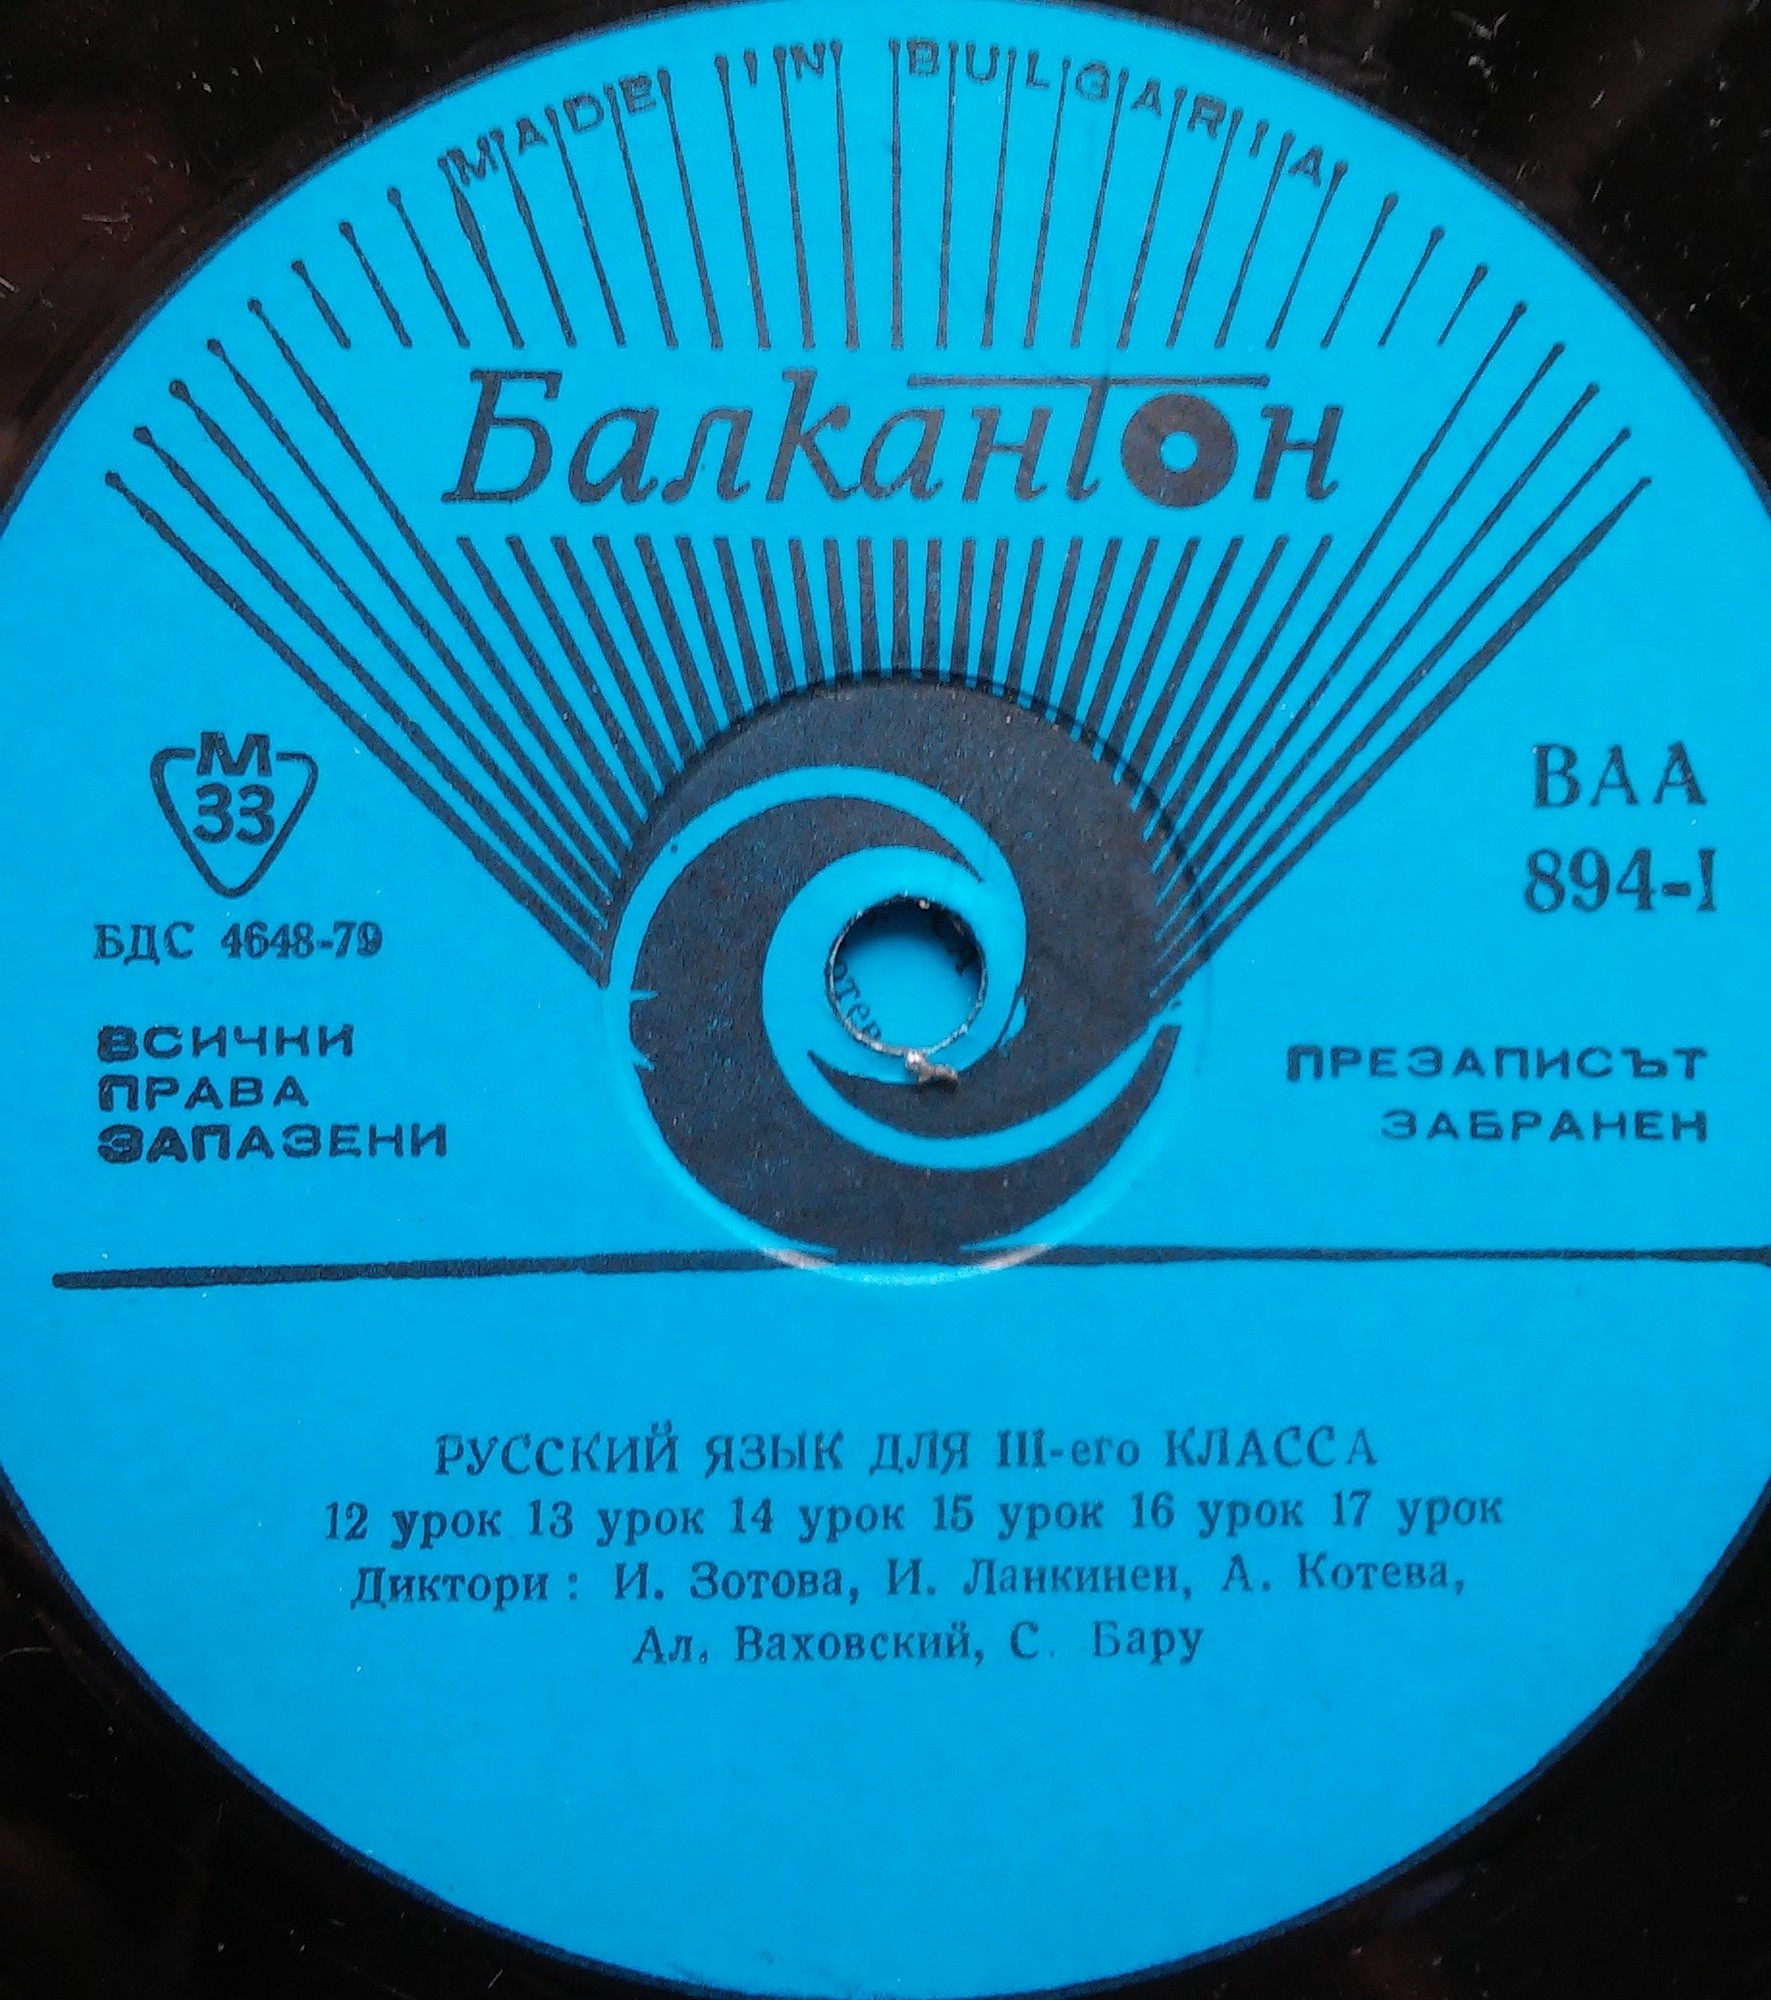 MADE IN BULGARIA
Балкантон
М
33
БДС 4648-79
ВСИЧКИ
ПРАВА
ЗАПАЗЕНИ
ВАА
894-I
ПРЕЗАПИСЪТ
ЗАБРАНЕН
РУССКИЙ ЯЗЫК ДЛЯ III-его КЛАССА
12 урок 13 урок 14 урок 15 урок 16 урок 17 урок
Диктори : И. Зотова, И. Ланкинен, А. Котева,
Ал. Ваховский, С. Бару